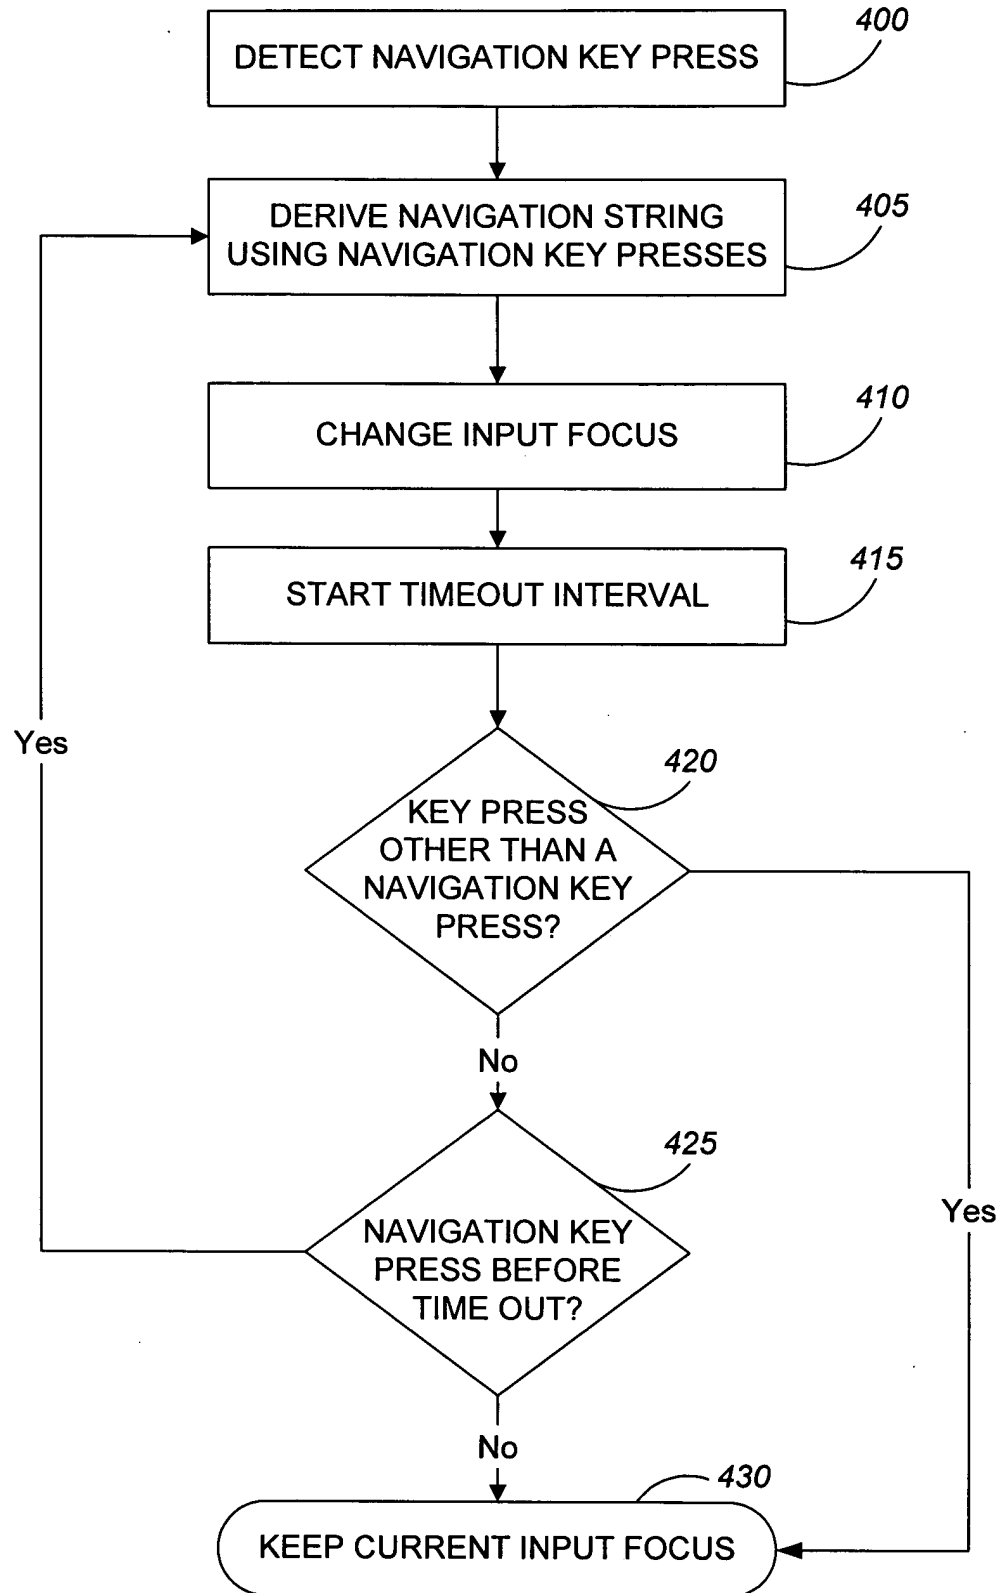 400
DETECT NAVIGATION KEY PRESS
405
DERIVE NAVIGATION STRING
USING NAVIGATION KEY PRESSES
410
CHANGE INPUT FOCUS
415
START TIMEOUT INTERVAL
Yes
420
KEY PRESS
OTHER THAN A
NAVIGATION KEY
PRESS?
No
425
Yes
NAVIGATION KEY
PRESS BEFORE
TIME OUT?
No
430
KEEP CURRENT INPUT FOCUS